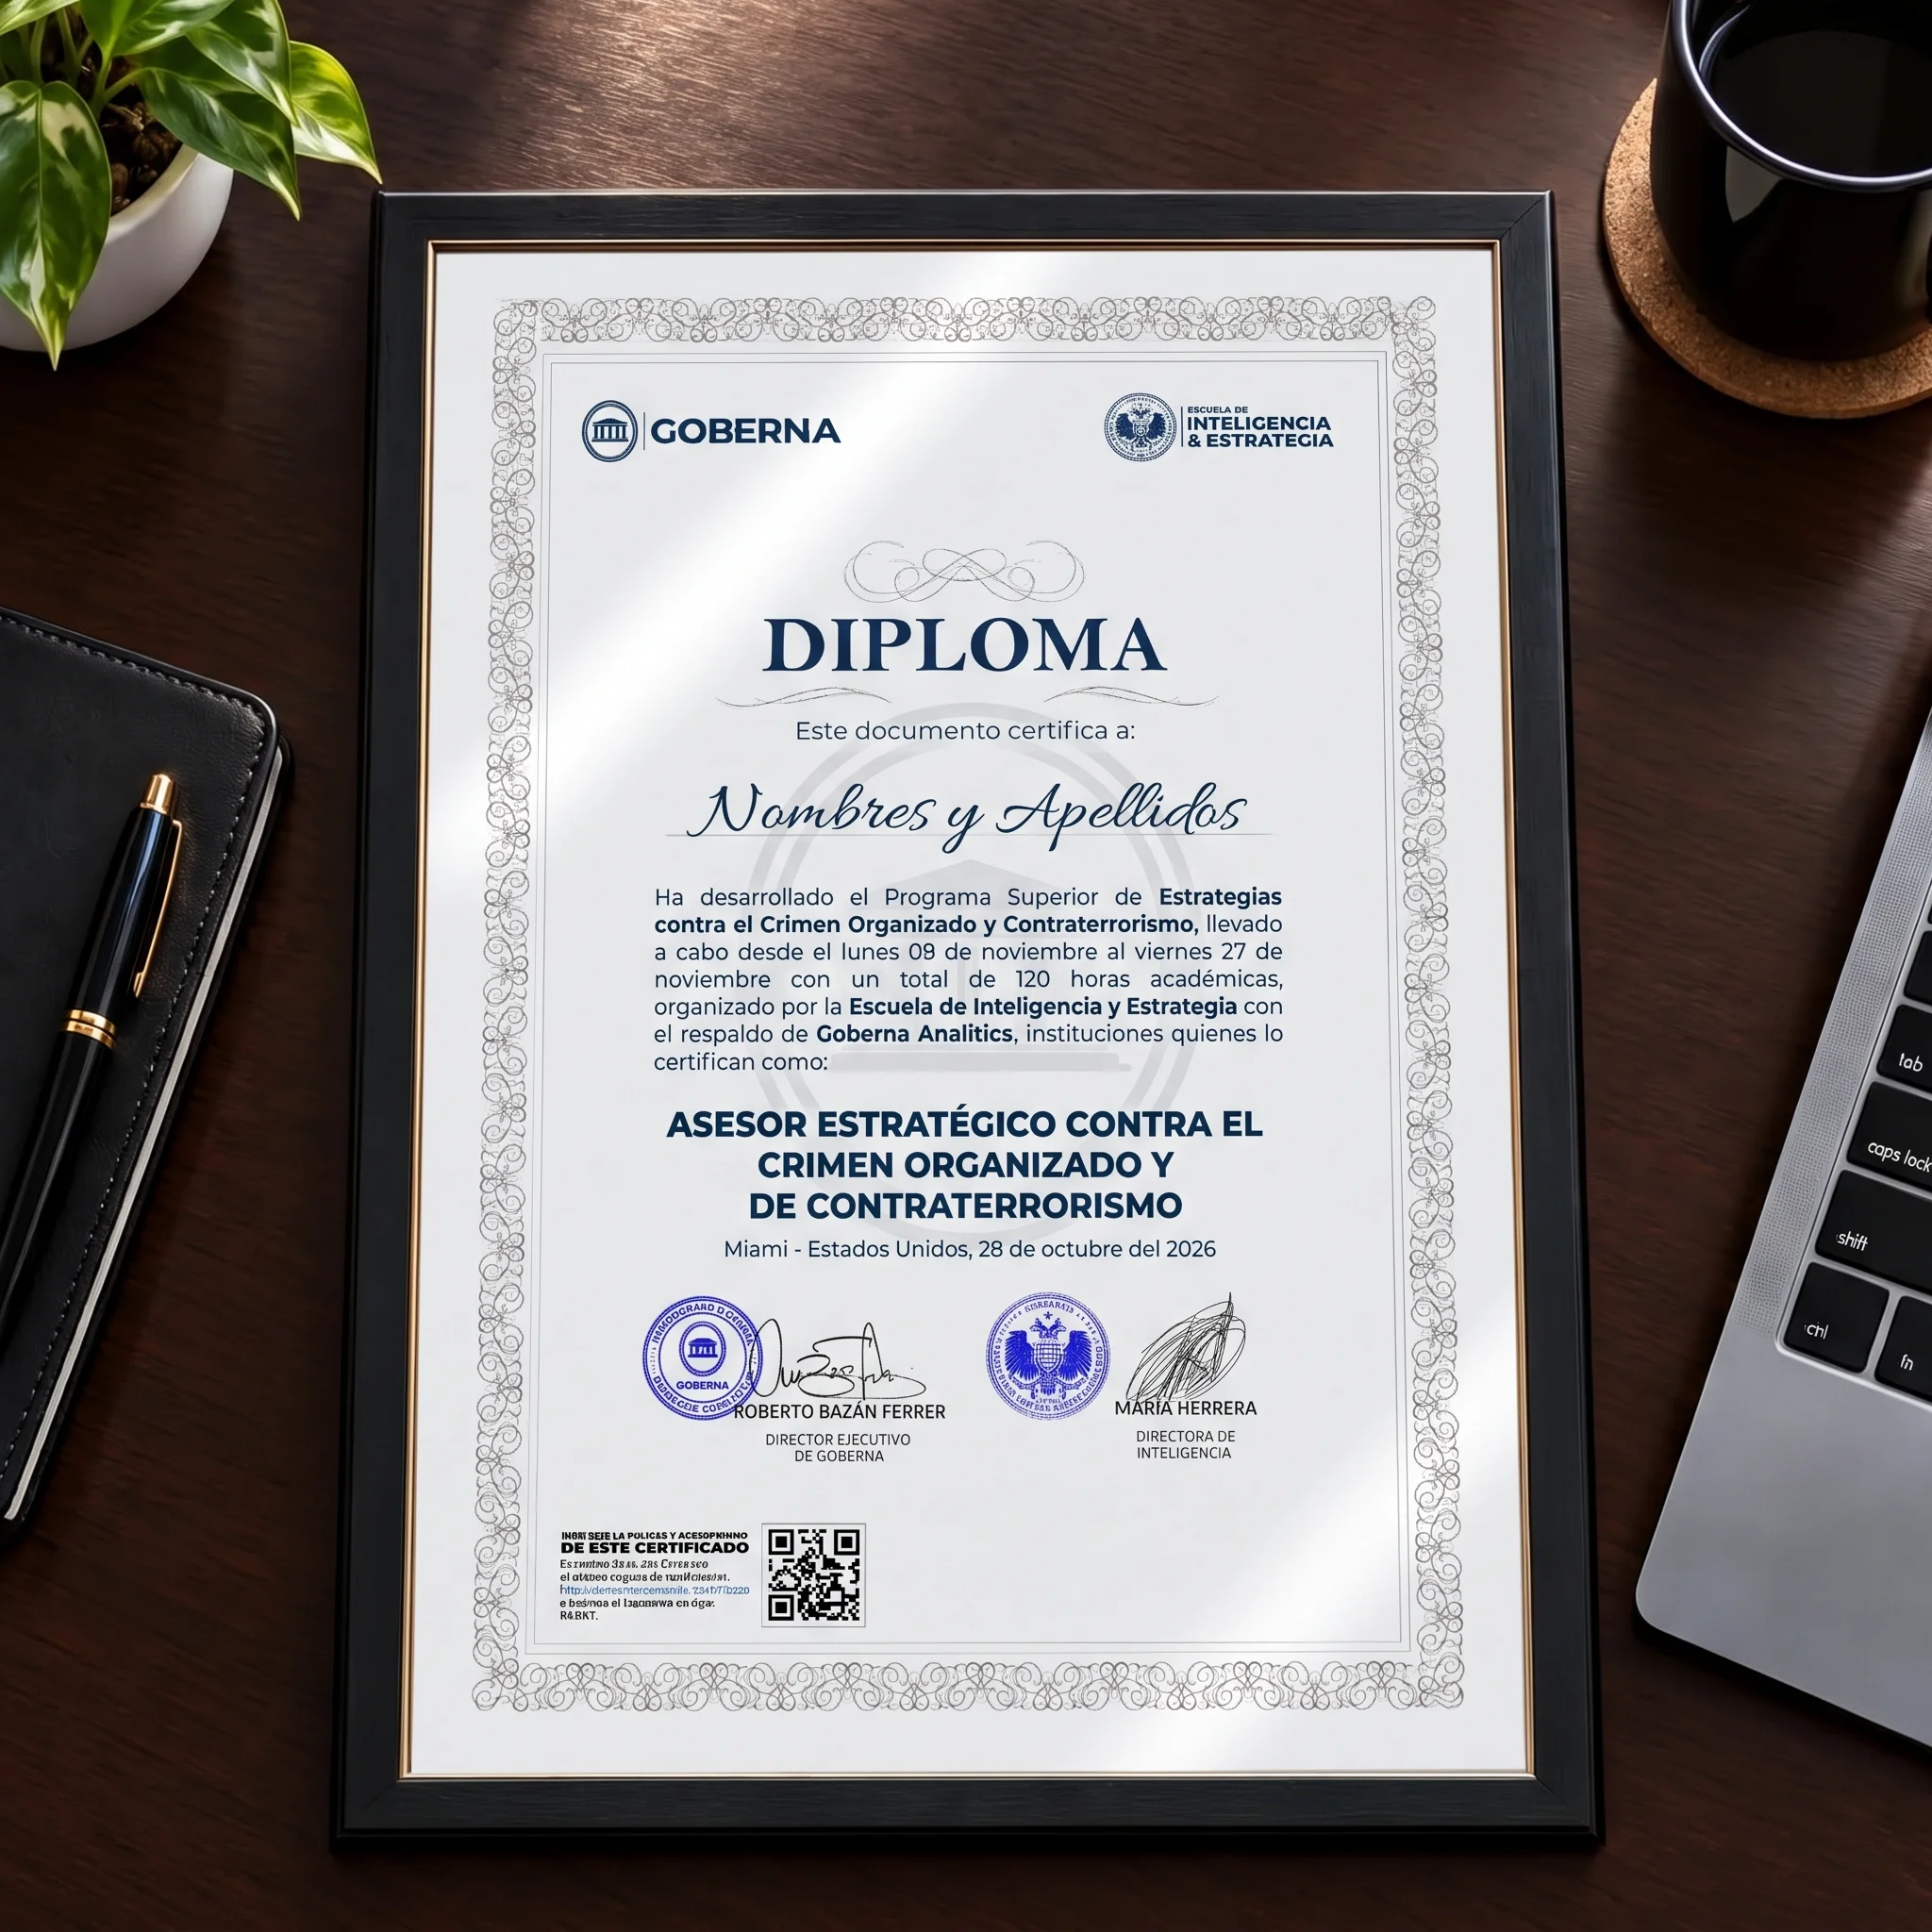 GOBERNA
ESCUELA DE
INTELIGENCIA
& ESTRATEGIA
DIPLOMA
Este documento certifica a:
Nombres y Apellidos
Ha desarrollado el Programa Superior de Estrategias
contra el Crimen Organizado y Contraterrorismo, llevado
a cabo desde el lunes 09 de noviembre al viernes 27 de
noviembre con un total de 120 horas académicas,
organizado por la Escuela de Inteligencia y Estrategia con
el respaldo de Goberna Analitics, instituciones quienes lo
certifican como:
ASESOR ESTRATÉGICO CONTRA EL
CRIMEN ORGANIZADO Y
DE CONTRATERRORISMO
Miami - Estados Unidos, 28 de octubre del 2026
GOBERNA
ROBERTO BAZÁN FERRER
DIRECTOR EJECUTIVO
DE GOBERNA
MARÍA HERRERA
DIRECTORA DE
INTELIGENCIA
DE ESTE CERTIFICADO
tab
caps lock
shift
fn